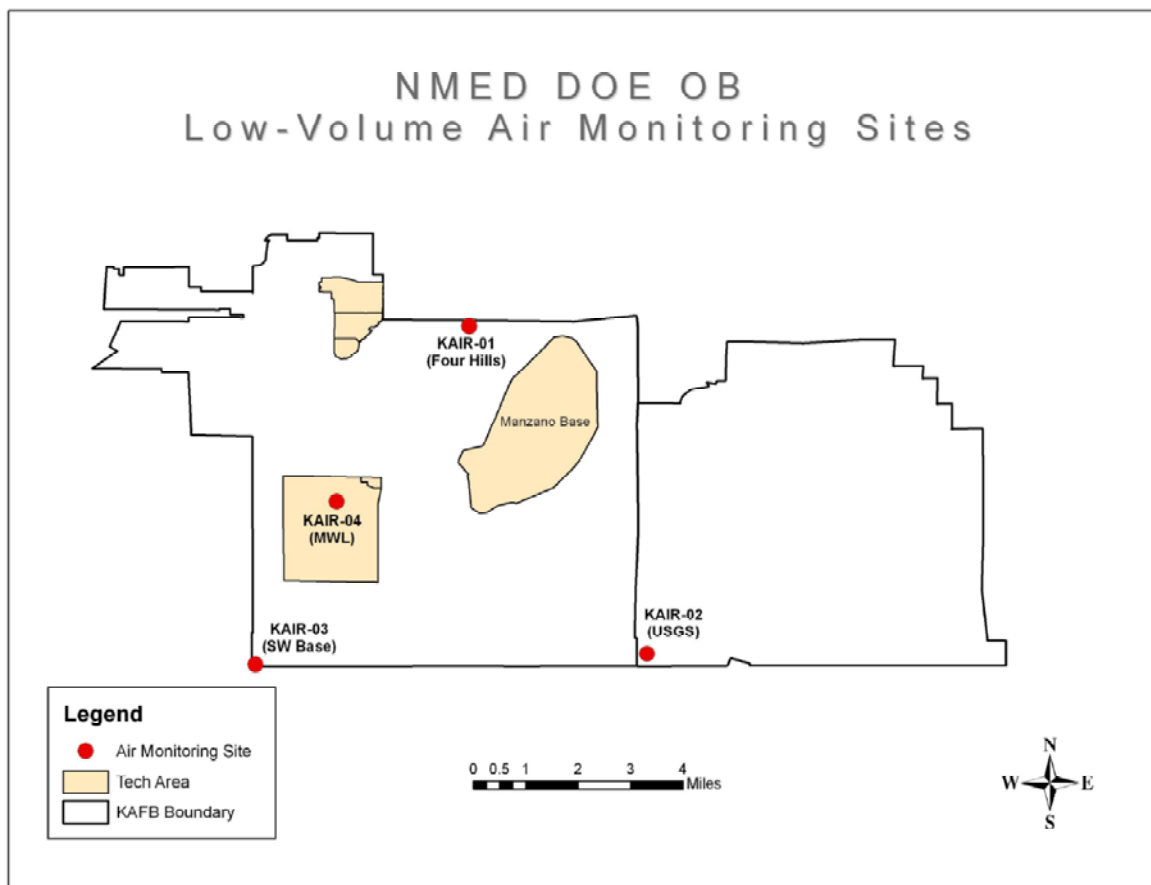 NMED DOE OB
Low-Volume Air Monitoring Sites
KAIR-01
(Four Hills)
Manzano Base
KAIR-04
(MWL)
KAIR-02
(USGS)
KAIR-03
(SW Base)
Legend
Air Monitoring Site
Tech Area
KAFB Boundary
0 0.5 1 2 3 4
Miles
N
W E
S